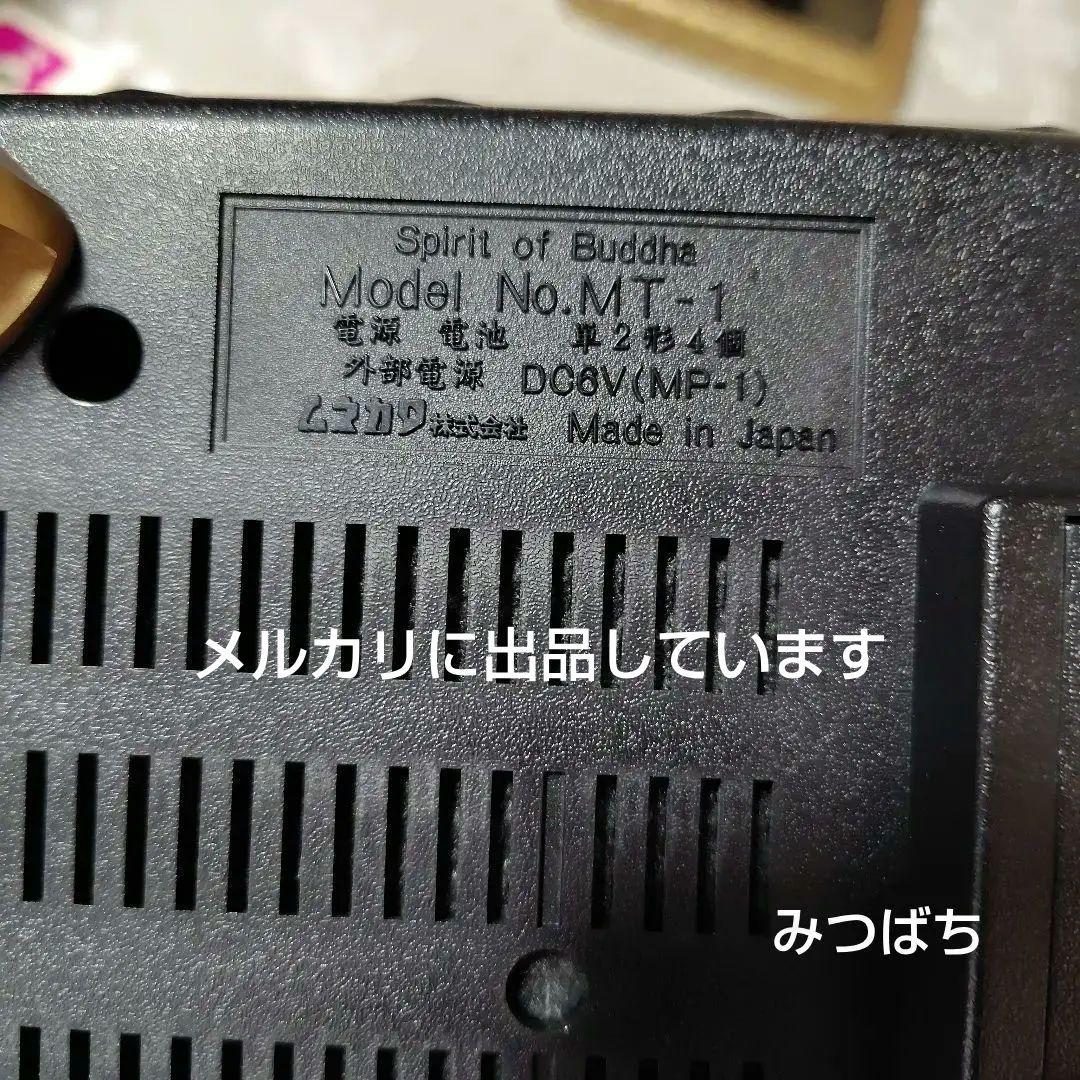 Spirit of Buddha
Model No.MT-1
電源 電池 単2形4個
外部電源 DC6V(MP-1)
ムネカワ株式会社 Made in Japan
メルカリに出品しています
みつばち